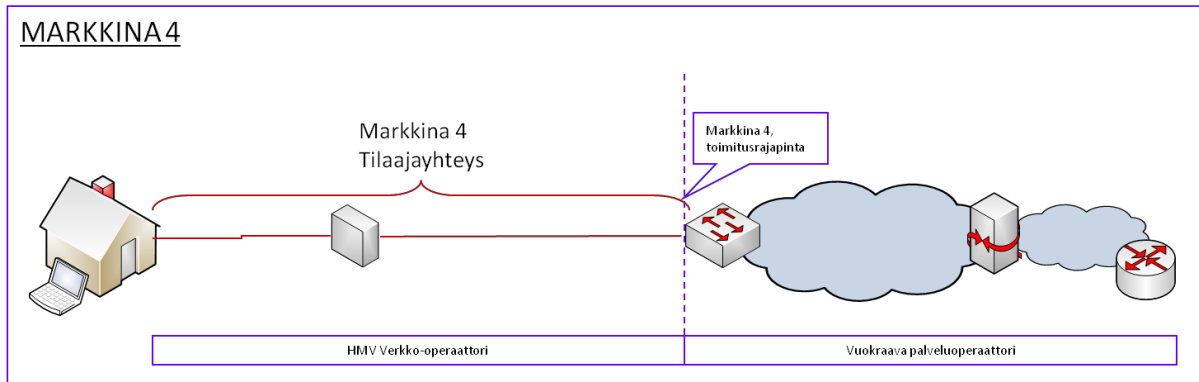 MARKKINA 4
Markkina 4
Tilaajayhteys
Markkina 4,
toimitusrajapinta
HMV Verkko-operaattori
Vuokraava palveluoperaattori